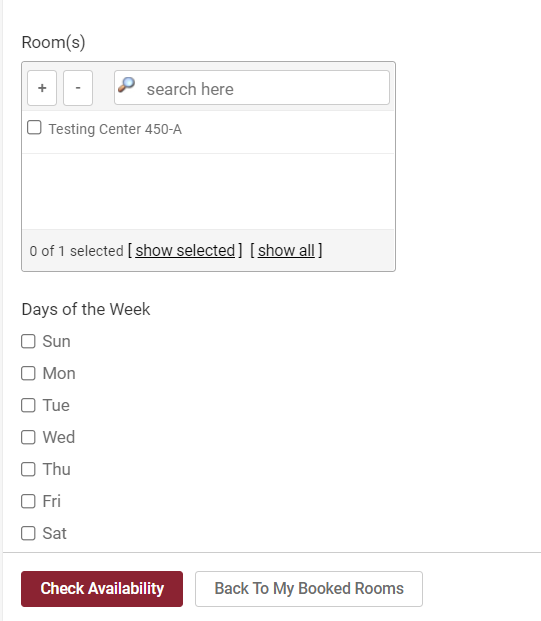 Room(s)
+ - search here
Testing Center 450-A
0 of 1 selected [ show selected ] [ show all ]
Days of the Week
Sun
Mon
Tue
Wed
Thu
Fri
Sat
Check Availability Back To My Booked Rooms